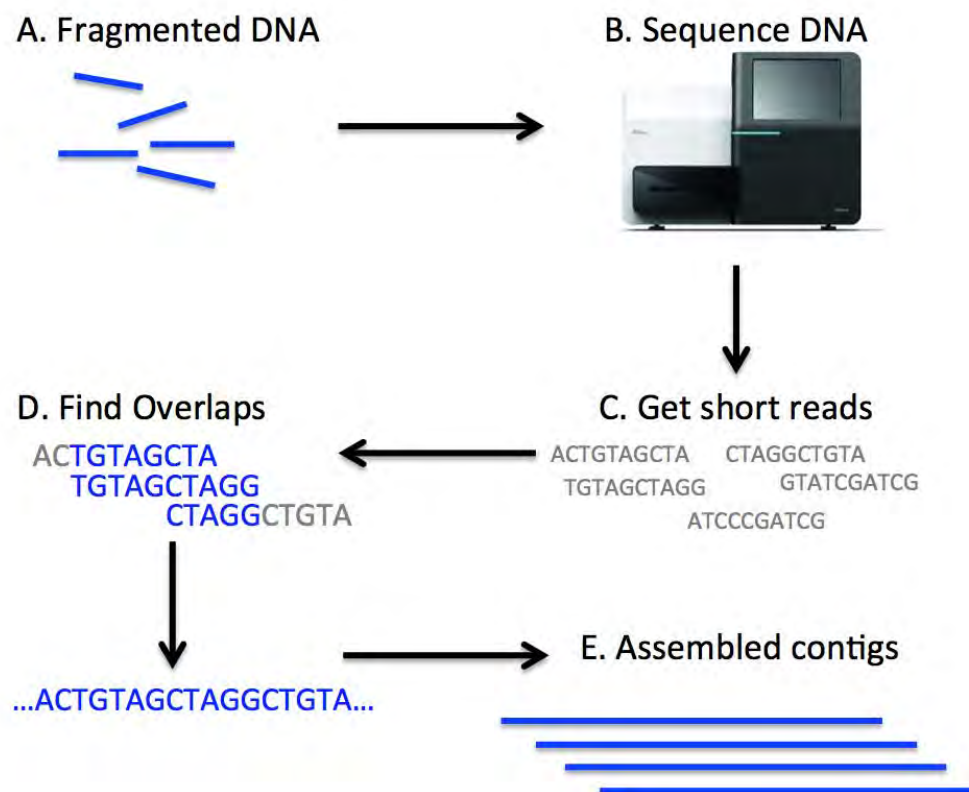 A. Fragmented DNA
B. Sequence DNA
C. Get short reads
ACTGTAGCTA CTAGGCTGTA
TGTAGCTAGG GTATCGATCG
ATCCCGATCG
D. Find Overlaps
ACTGTAGCTA
TGTAGCTAGG
CTAGGCTGTA
...ACTGTAGCTAGGCTGTA...
E. Assembled contigs